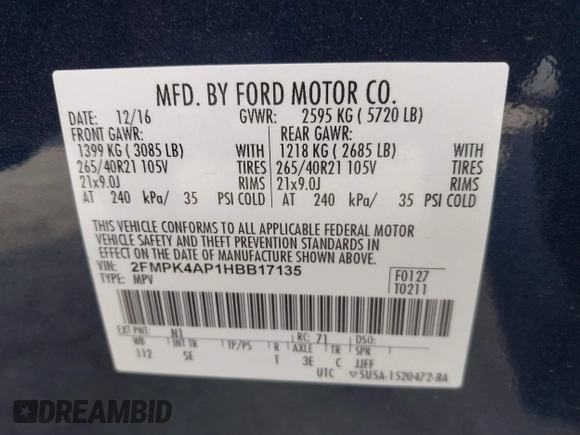 MFD. BY FORD MOTOR CO.
DATE: 12/16 GVWR: 2595 KG ( 5720 LB)
FRONT GAWR: REAR GAWR:
1399 KG ( 3085 LB) WITH 1218 KG ( 2685 LB) WITH
265/40R21 105V TIRES 265/40R21 105V TIRES
21x9.0J RIMS 21x9.0J RIMS
AT 240 kPa/ 35 PSI COLD AT 240 kPa/ 35 PSI COLD
THIS VEHICLE CONFORMS TO ALL APPLICABLE FEDERAL MOTOR
VEHICLE SAFETY AND THEFT PREVENTION STANDARDS IN
EFFECT ON THE DATE OF MANUFACTURE SHOWN ABOVE.
VIN: 2FMPK4AP1HBB17135 F0127
TYPE: MPV T0211
EXT PNT: N1 RC: 71 DSO:
WB INT TR TP/PS R AXLE TR SPR
112 SE T 3E C JJFF
UTC ▽5USA-1520472-BA
DREAMBID